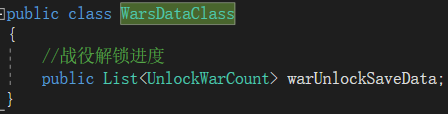 public class WarsDataClass
{
//战役解锁进度
public List<UnlockWarCount> warUnlockSaveData;
}